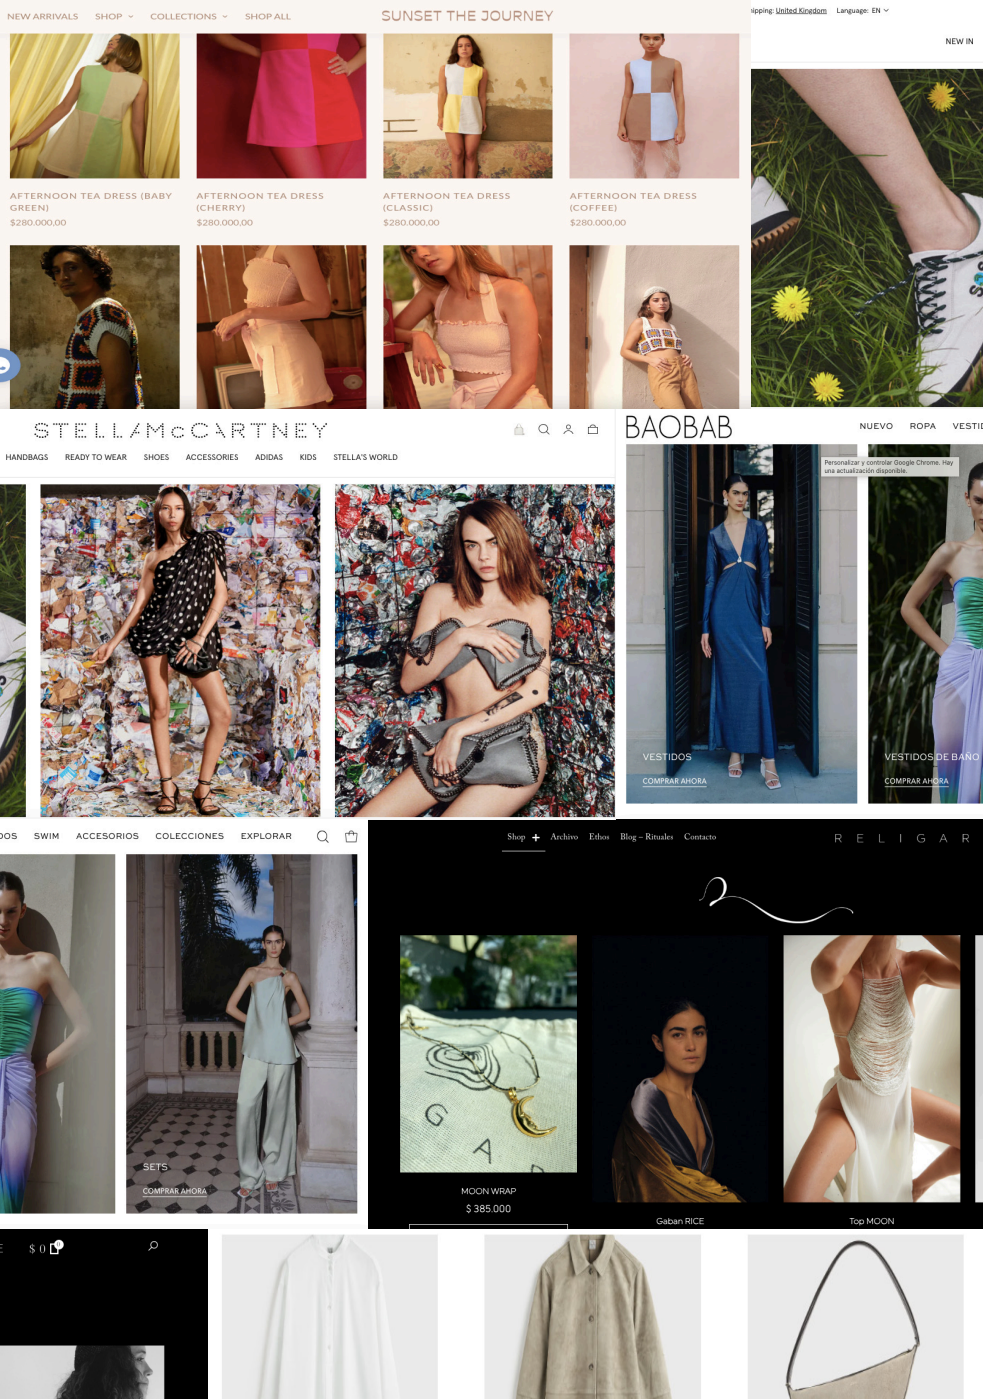 NEW ARRIVALS SHOP COLLECTIONS SHOP ALL SUNSET THE JOURNEY
AFTERNOON TEA DRESS (BABY GREEN)
$280.000,00
AFTERNOON TEA DRESS (CHERRY)
$280.000,00
AFTERNOON TEA DRESS (CLASSIC)
$280.000,00
AFTERNOON TEA DRESS (COFFEE)
$280.000,00
United Kingdom Language: EN
NEW IN
STELLA McCARTNEY
HANDBAGS READY TO WEAR SHOES ACCESSORIES ADIDAS KIDS STELLA'S WORLD
BAOBAB
NUEVO ROPA
Personalizar y controlar Google Chrome. Hay
una actualización disponible.
VESTIDOS
COMPRAR AHORA
VESTIDOS DE BAÑO
COMPRAR AHORA
SWIM ACCESORIOS COLECCIONES EXPLORAR
SETS
COMPRAR AHORA
Shop + Archivo Ethos Blog – Rituales Contacto
RELIGAR
G
A
MOON WRAP
$ 385.000
Gaban RICE
Top MOON
$ 0 0